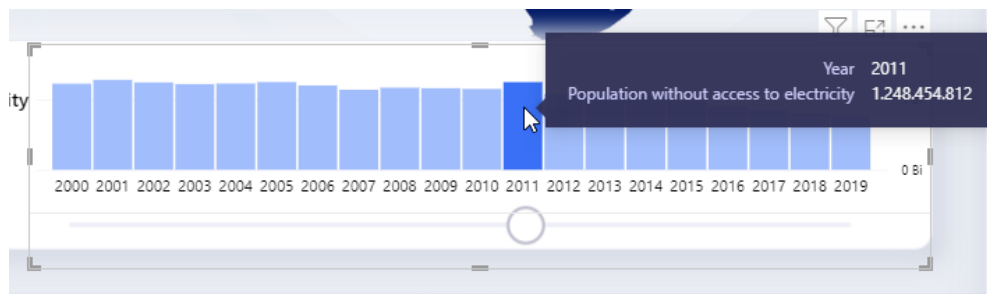 Year 2011
Population without access to electricity 1.248.454.812
ity
0 Bi
2000 2001 2002 2003 2004 2005 2006 2007 2008 2009 2010 2011 2012 2013 2014 2015 2016 2017 2018 2019